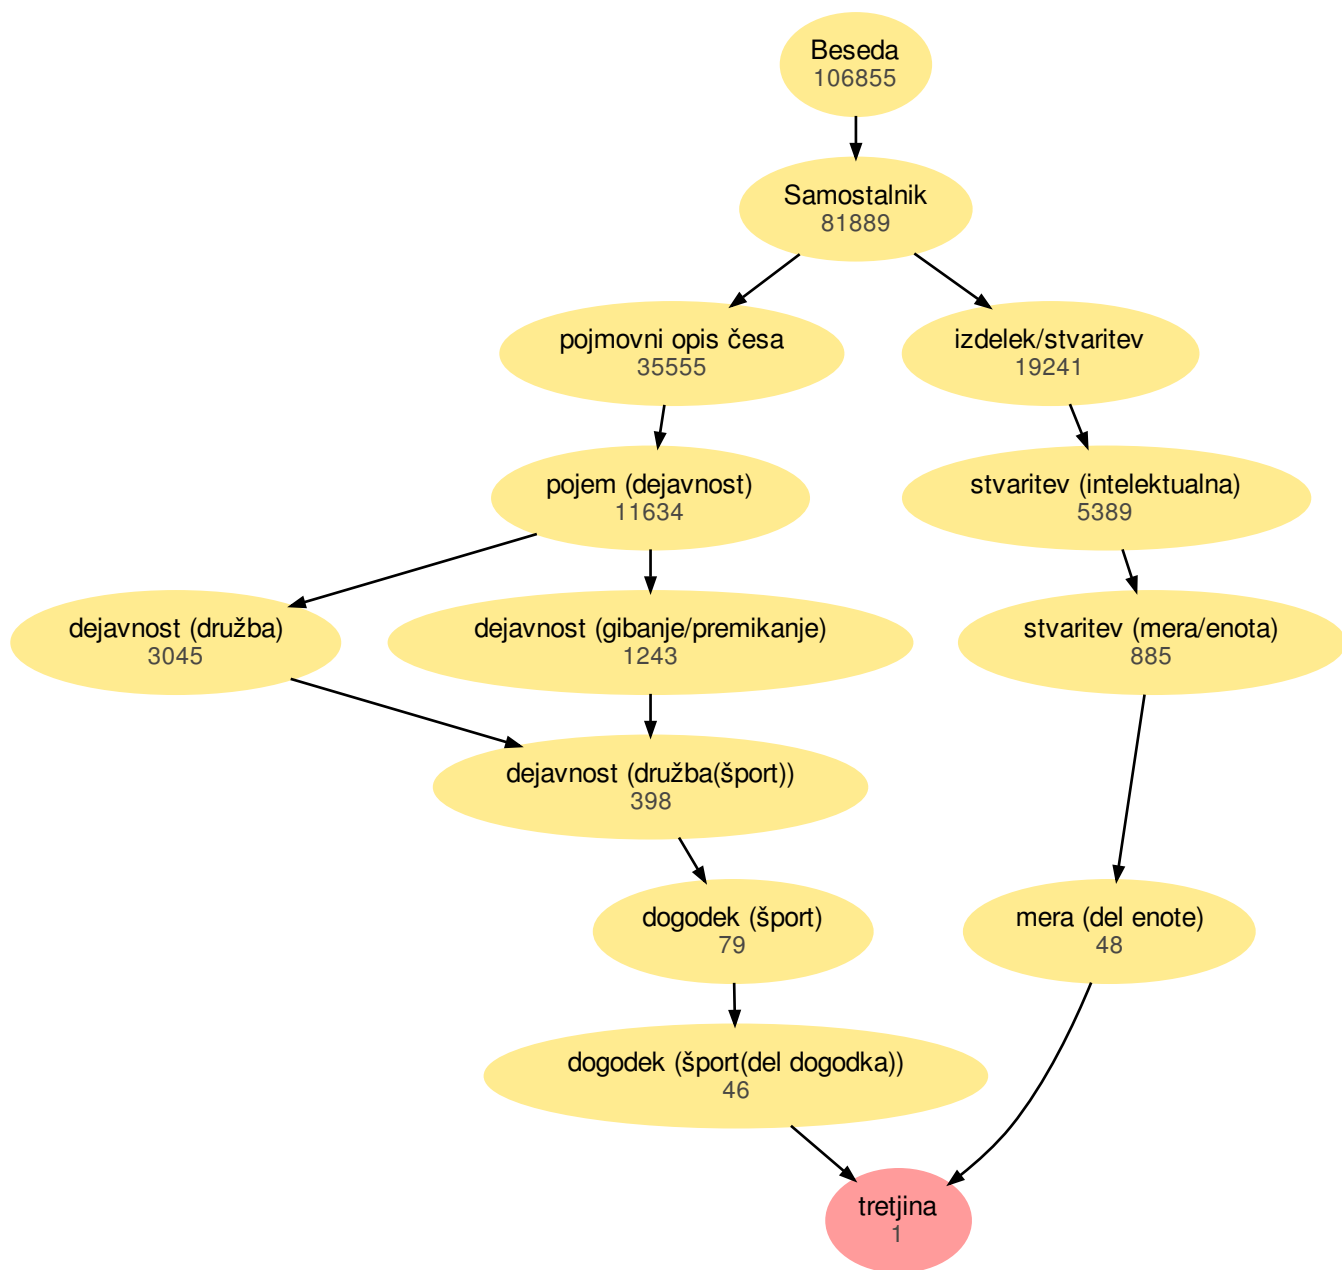 Beseda
106855
Samostalnik
81889
pojmovni opis česa
35555
izdelek/stvaritev
19241
pojem (dejavnost)
11634
stvaritev (intelektualna)
5389
dejavnost (družba)
3045
dejavnost (gibanje/premikanje)
1243
stvaritev (mera/enota)
885
dejavnost (družba(šport))
398
dogodek (šport)
79
mera (del enote)
48
dogodek (šport(del dogodka))
46
tretjina
1